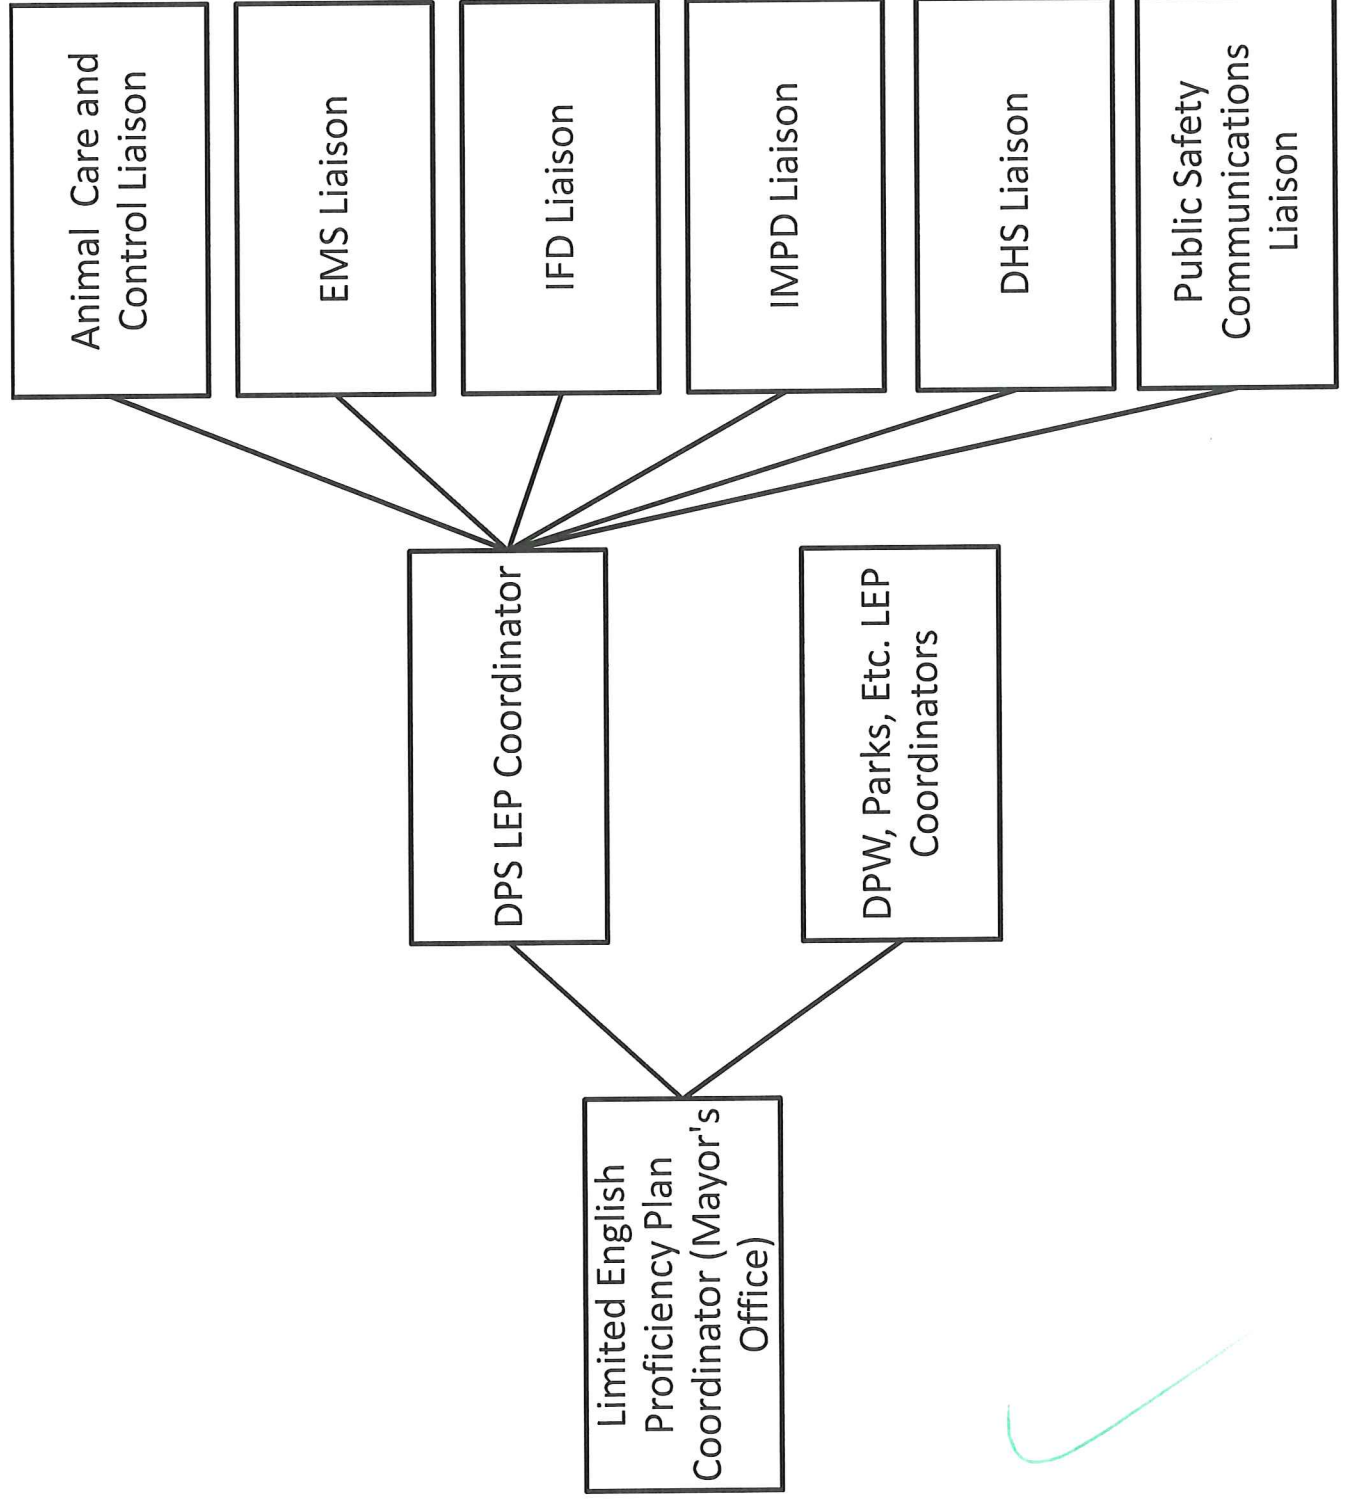 Limited English
Proficiency Plan
Coordinator (Mayor's
Office)
DPS LEP Coordinator
DPW, Parks, Etc. LEP
Coordinators
Animal Care and
Control Liaison
EMS Liaison
IFD Liaison
IMPD Liaison
DHS Liaison
Public Safety
Communications
Liaison